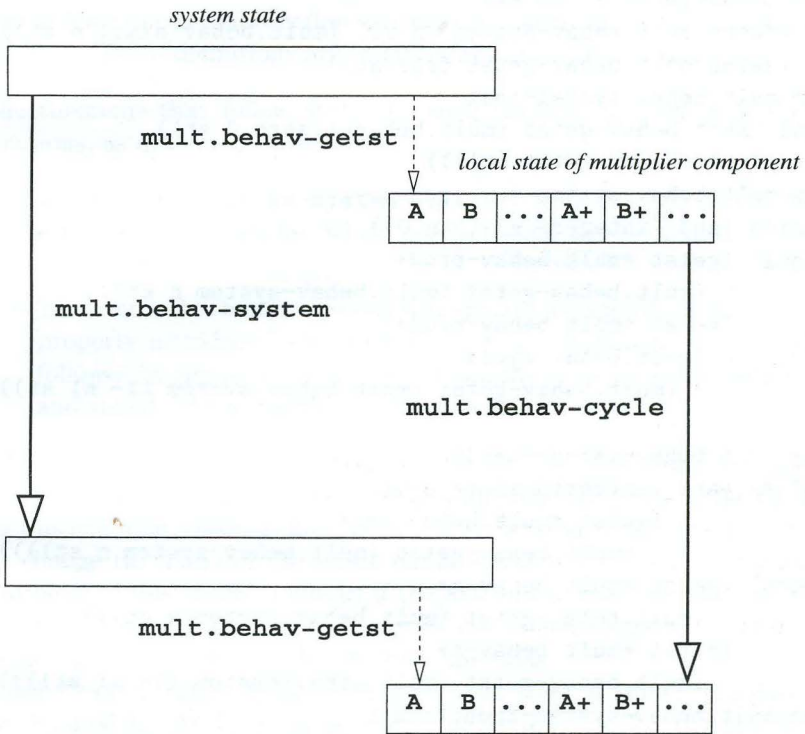 system state
mult.behav-getst
local state of multiplier component
A B ... A+ B+ ...
mult.behav-system
mult.behav-cycle
mult.behav-getst
A B ... A+ B+ ...